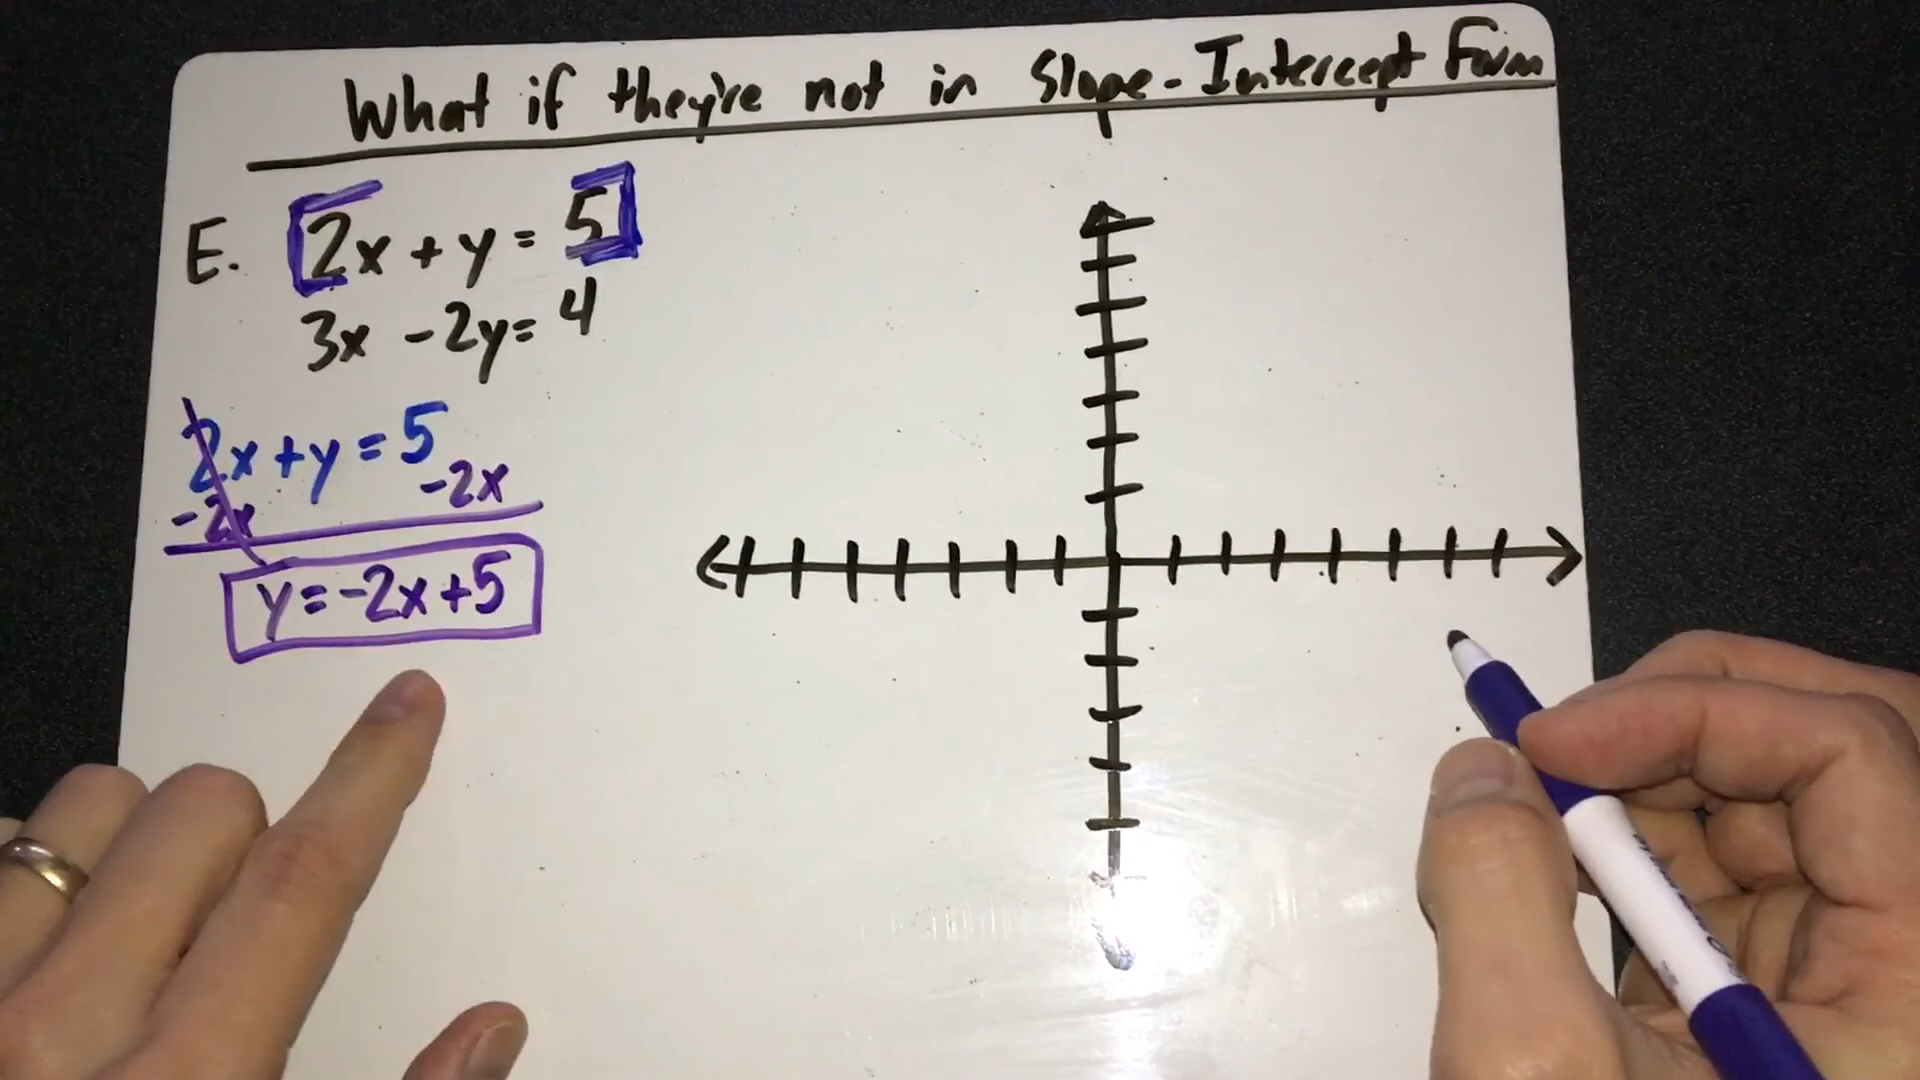 What if they're not in Slope-Intercept Form
E. 2x + y = 5
3x - 2y = 4
2x + y = 5
-2x -2x
y = -2x + 5